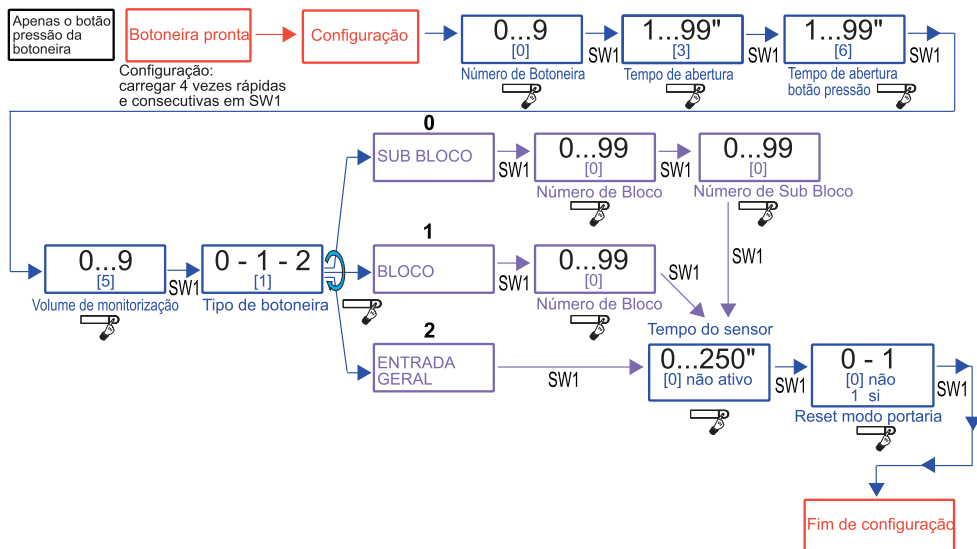 Apenas o botão
pressão da
botoneira
Botoneira pronta
Configuração
0...9
[0]
SW1
1...99"
[3]
SW1
1...99"
[6]
SW1
Configuração:
carregar 4 vezes rápidas
e consecutivas em SW1
Número de Botoneira
Tempo de abertura
Tempo de abertura
botão pressão
0
SUB BLOCO
SW1
0...99
[0]
SW1
0...99
[0]
Número de Bloco
Número de Sub Bloco
0...9
[5]
SW1
0 - 1 - 2
[1]
Volume de monitorização
Tipo de botoneira
1
BLOCO
SW1
0...99
[0]
SW1
SW1
Número de Bloco
2
ENTRADA
GERAL
SW1
Tempo do sensor
0...250"
[0] não ativo
SW1
0 - 1
[0] não
1 si
SW1
Reset modo portaria
Fim de configuração